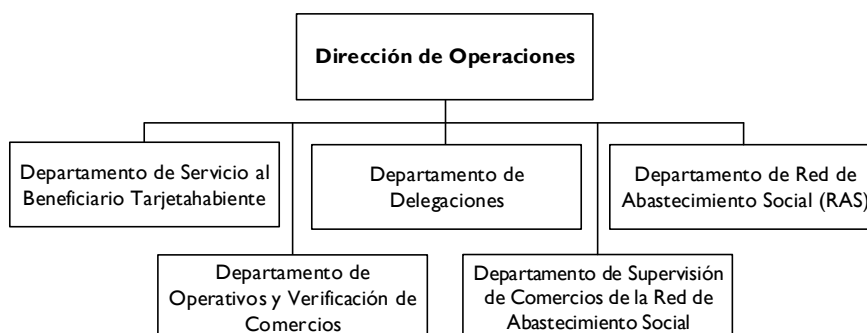 Dirección de Operaciones
Departamento de Servicio al
Beneficiario Tarjetahabiente
Departamento de
Delegaciones
Departamento de Red de
Abastecimiento Social (RAS)
Departamento de
Operativos y Verificación de
Comercios
Departamento de Supervisión
de Comercios de la Red de
Abastecimiento Social